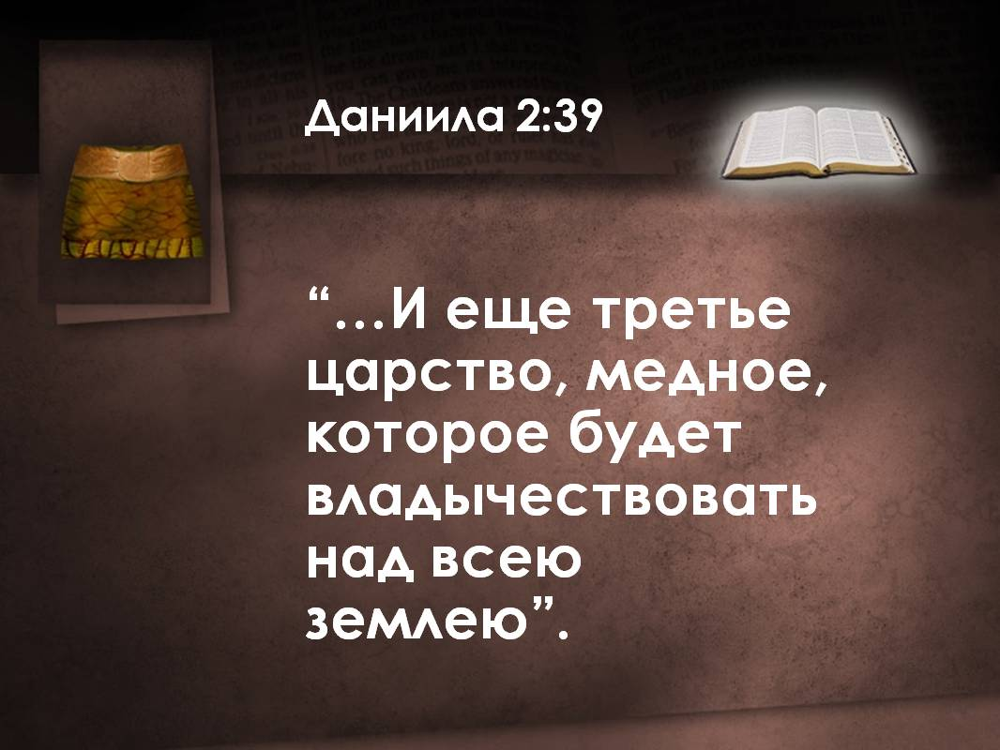 Даниила 2:39
“…И еще третье
царство, медное,
которое будет
владычествовать
над всею
землею”.